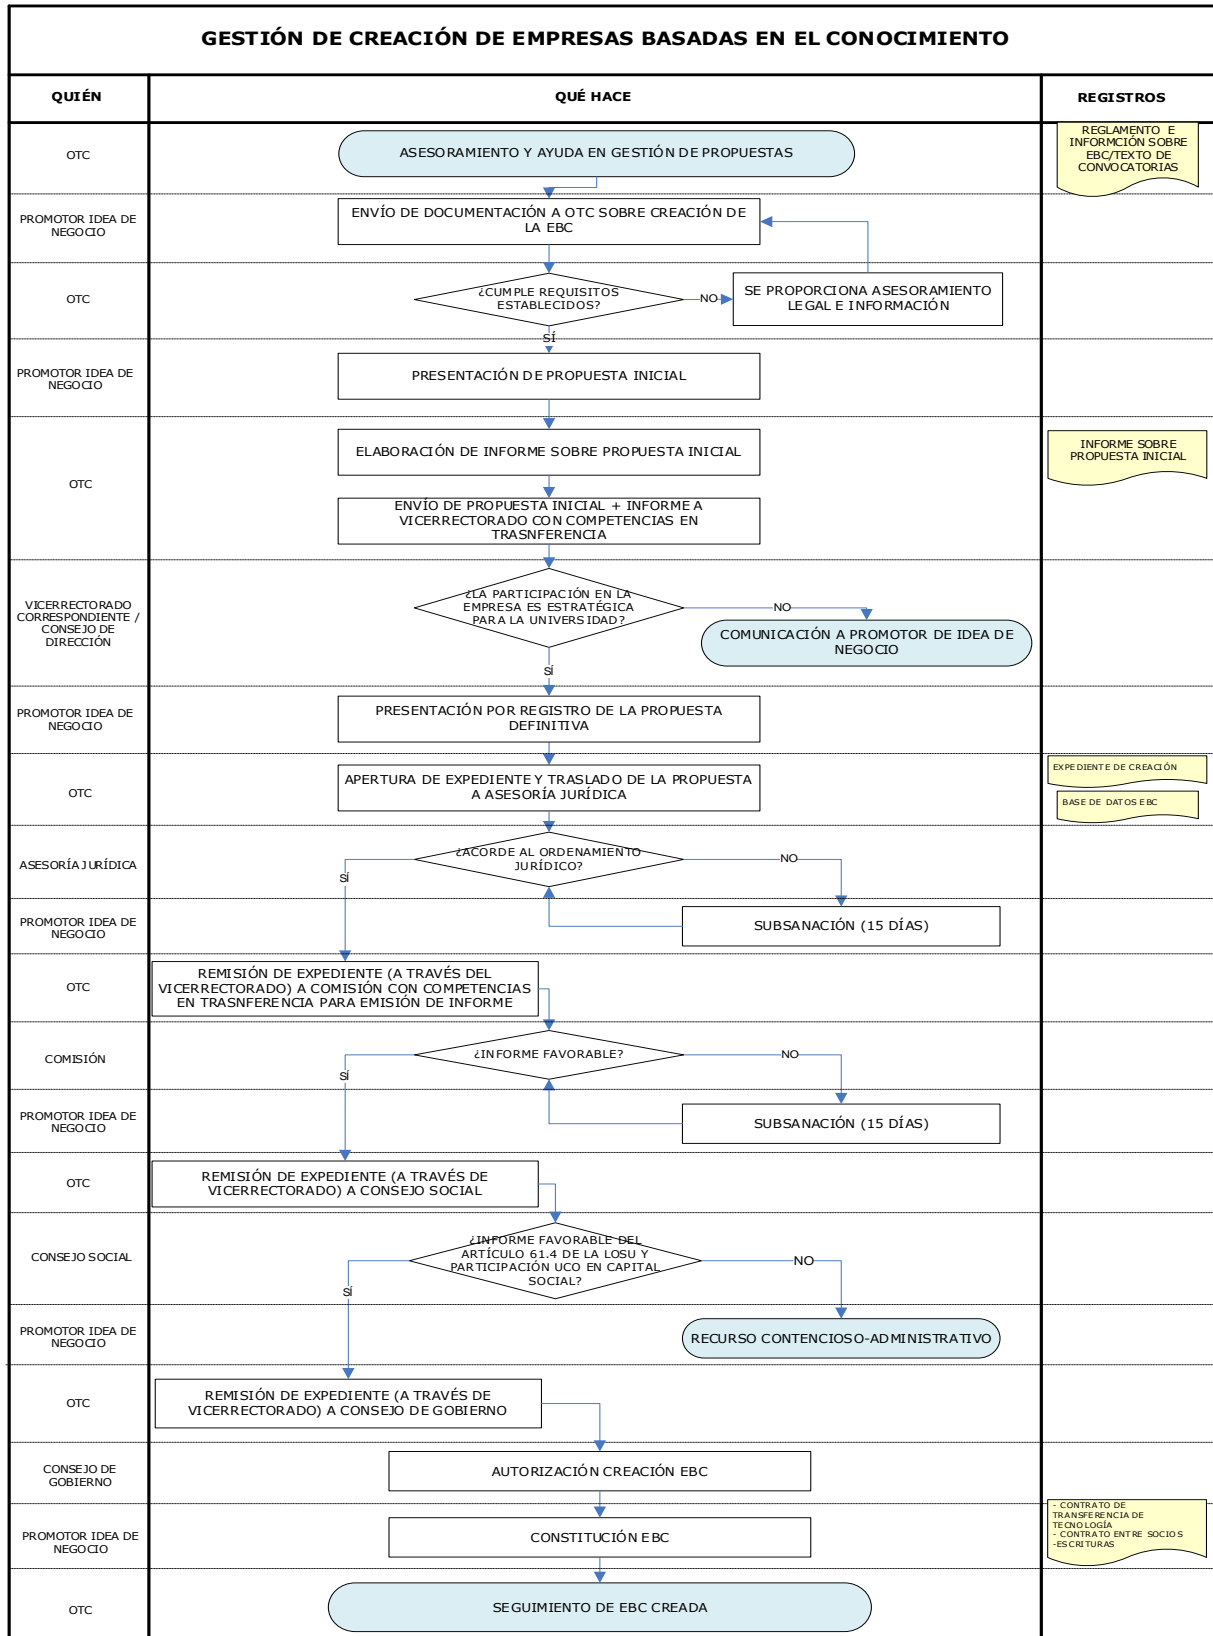 GESTIÓN DE CREACIÓN DE EMPRESAS BASADAS EN EL CONOCIMIENTO
QUIÉN
QUÉ HACE
REGISTROS
OTC
ASESORAMIENTO Y AYUDA EN GESTIÓN DE PROPUESTAS
REGLAMENTO E
INFORMCIÓN SOBRE
EBC/TEXTO DE
CONVOCATORIAS
PROMOTOR IDEA DE
NEGOCIO
ENVÍO DE DOCUMENTACIÓN A OTC SOBRE CREACIÓN DE
LA EBC
OTC
¿CUMPLE REQUISITOS
ESTABLECIDOS?
NO
SE PROPORCIONA ASESORAMIENTO
LEGAL E INFORMACIÓN
SÍ
PROMOTOR IDEA DE
NEGOCIO
PRESENTACIÓN DE PROPUESTA INICIAL
OTC
ELABORACIÓN DE INFORME SOBRE PROPUESTA INICIAL
INFORME SOBRE
PROPUESTA INICIAL
ENVÍO DE PROPUESTA INICIAL + INFORME A
VICERRECTORADO CON COMPETENCIAS EN
TRASNFERENCIA
VICERRECTORADO
CORRESPONDIENTE /
CONSEJO DE
DIRECCIÓN
¿LA PARTICIPACIÓN EN LA
EMPRESA ES ESTRATÉGICA
PARA LA UNIVERSIDAD?
NO
COMUNICACIÓN A PROMOTOR DE IDEA DE
NEGOCIO
SÍ
PROMOTOR IDEA DE
NEGOCIO
PRESENTACIÓN POR REGISTRO DE LA PROPUESTA
DEFINITIVA
OTC
APERTURA DE EXPEDIENTE Y TRASLADO DE LA PROPUESTA
A ASESORÍA JURÍDICA
EXPEDIENTE DE CREACIÓN
BASE DE DATOS EBC
ASESORÍA JURÍDICA
¿ACORDE AL ORDENAMIENTO
JURÍDICO?
NO
SÍ
PROMOTOR IDEA DE
NEGOCIO
SUBSANACIÓN (15 DÍAS)
OTC
REMISIÓN DE EXPEDIENTE (A TRAVÉS DEL
VICERRECTORADO) A COMISIÓN CON COMPETENCIAS
EN TRASNFERENCIA PARA EMISIÓN DE INFORME
COMISIÓN
¿INFORME FAVORABLE?
NO
SÍ
PROMOTOR IDEA DE
NEGOCIO
SUBSANACIÓN (15 DÍAS)
OTC
REMISIÓN DE EXPEDIENTE (A TRAVÉS DE
VICERRECTORADO) A CONSEJO SOCIAL
CONSEJO SOCIAL
¿INFORME FAVORABLE DEL
ARTÍCULO 61.4 DE LA LOSU Y
PARTICIPACIÓN UCO EN CAPITAL
SOCIAL?
NO
SÍ
PROMOTOR IDEA DE
NEGOCIO
RECURSO CONTENCIOSO-ADMINISTRATIVO
OTC
REMISIÓN DE EXPEDIENTE (A TRAVÉS DE
VICERRECTORADO) A CONSEJO DE GOBIERNO
CONSEJO DE
GOBIERNO
AUTORIZACIÓN CREACIÓN EBC
PROMOTOR IDEA DE
NEGOCIO
CONSTITUCIÓN EBC
- CONTRATO DE
TRANSFERENCIA DE
TECNOLOGÍA
- CONTRATO ENTRE SOCIOS
-ESCRITURAS
OTC
SEGUIMIENTO DE EBC CREADA